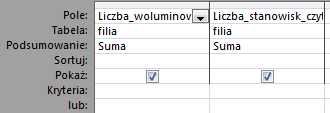 Pole: Liczba_woluminov Liczba_stanowisk_czyt
Tabela: filia filia
Podsumowanie: Suma Suma
Sortuj:
Pokaż:
Kryteria:
lub: